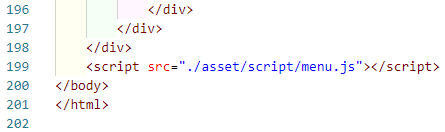 196 </div>
197 </div>
198 </div>
199 <script src="./asset/script/menu.js"></script>
200 </body>
201 </html>
202